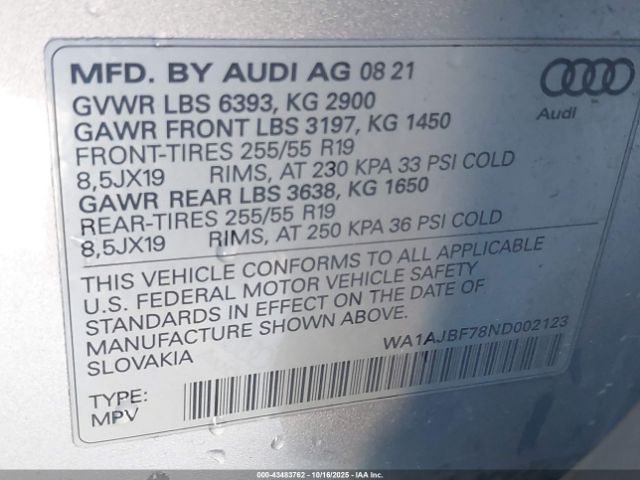 MFD. BY AUDI AG 08 21
Audi
GVWR LBS 6393, KG 2900
GAWR FRONT LBS 3197, KG 1450
FRONT-TIRES 255/55 R19
8,5JX19 RIMS, AT 230 KPA 33 PSI COLD
GAWR REAR LBS 3638, KG 1650
REAR-TIRES 255/55 R19
8,5JX19 RIMS, AT 250 KPA 36 PSI COLD
THIS VEHICLE CONFORMS TO ALL APPLICABLE
U.S. FEDERAL MOTOR VEHICLE SAFETY
STANDARDS IN EFFECT ON THE DATE OF
MANUFACTURE SHOWN ABOVE.
SLOVAKIA
WA1AJBF78ND002123
TYPE:
MPV
000-43483762 - 10/16/2025 - IAA Inc.